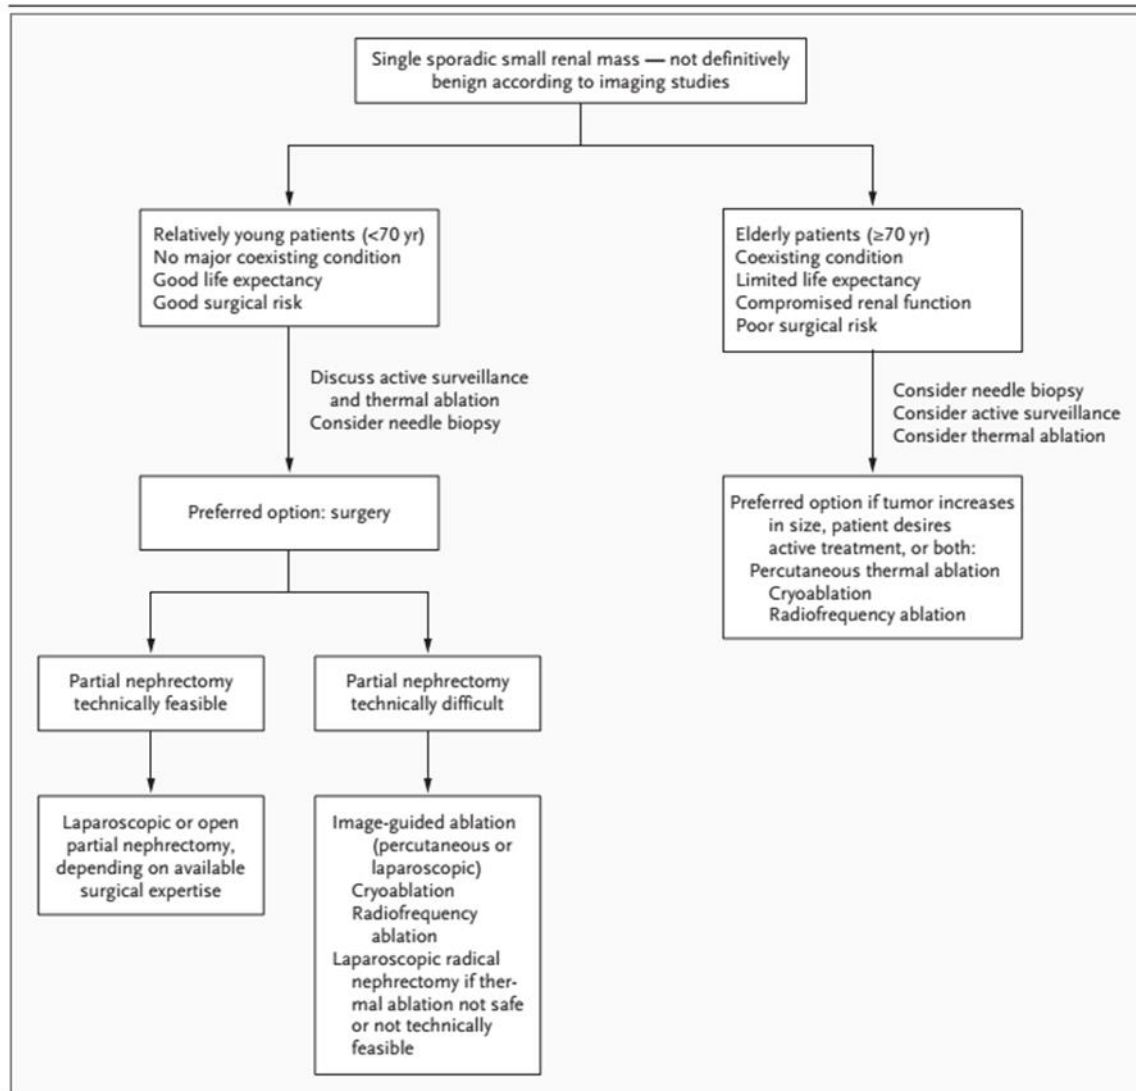 Single sporadic small renal mass — not definitively
benign according to imaging studies
Relatively young patients (<70 yr)
No major coexisting condition
Good life expectancy
Good surgical risk
Elderly patients (≥70 yr)
Coexisting condition
Limited life expectancy
Compromised renal function
Poor surgical risk
Discuss active surveillance
and thermal ablation
Consider needle biopsy
Consider needle biopsy
Consider active surveillance
Consider thermal ablation
Preferred option: surgery
Preferred option if tumor increases
in size, patient desires
active treatment, or both:
Percutaneous thermal ablation
Cryoablation
Radiofrequency ablation
Partial nephrectomy
technically feasible
Partial nephrectomy
technically difficult
Laparoscopic or open
partial nephrectomy,
depending on available
surgical expertise
Image-guided ablation
(percutaneous or
laparoscopic)
Cryoablation
Radiofrequency
ablation
Laparoscopic radical
nephrectomy if ther-
mal ablation not safe
or not technically
feasible